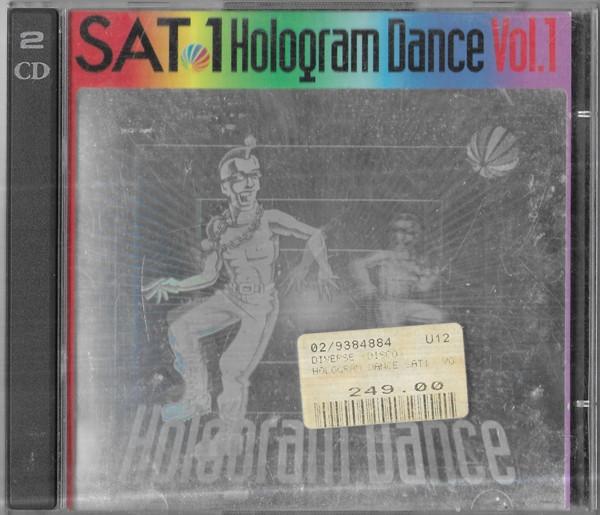 2
CD
SAT.1 Hologram Dance Vol.1
02/9384884 U12
DIVERSE (DISCO)
HOLOGRAM DANCE SAT1 VO
249.00
Hologram Dance